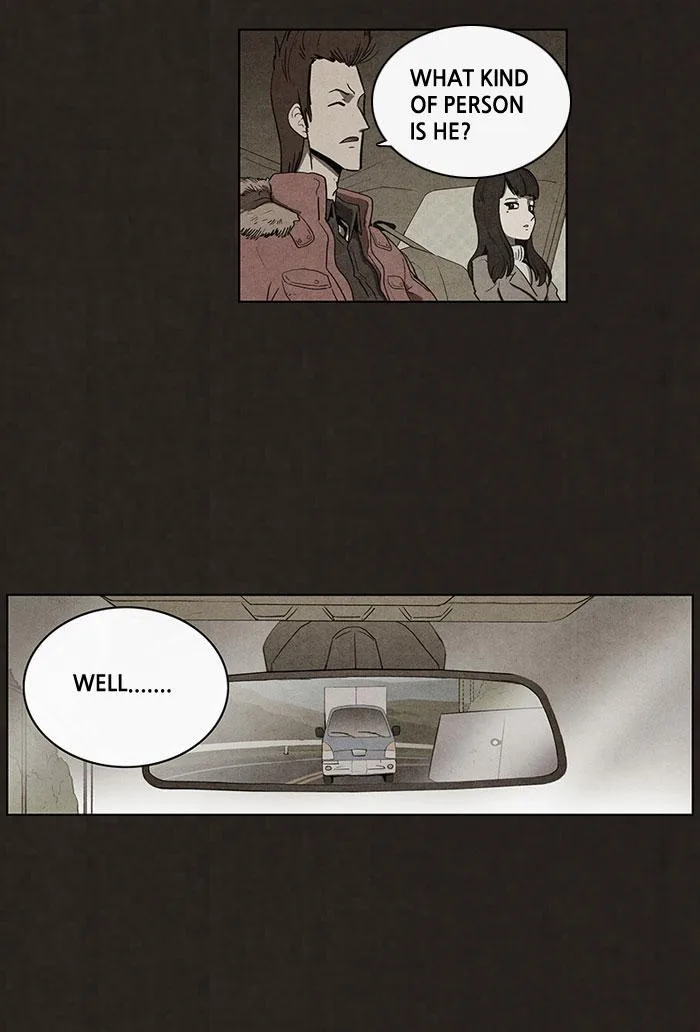 WHAT KIND
OF PERSON
IS HE?
WELL.......